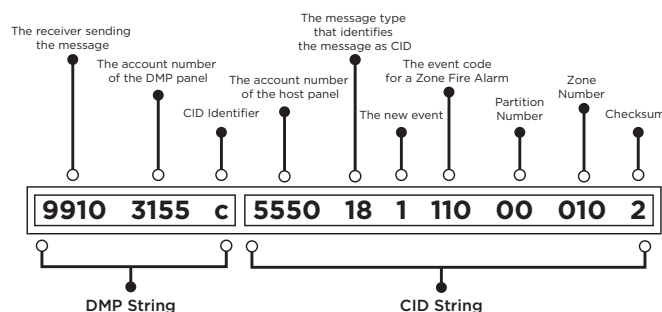 The receiver sending
the message
The account number
of the DMP panel
CID Identifier
The account number
of the host panel
The message type
that identifies
the message as CID
The new event
The event code
for a Zone Fire Alarm
Partition
Number
Zone
Number
Checksum
9910 3155 c 5550 18 1 110 00 010 2
DMP String
CID String